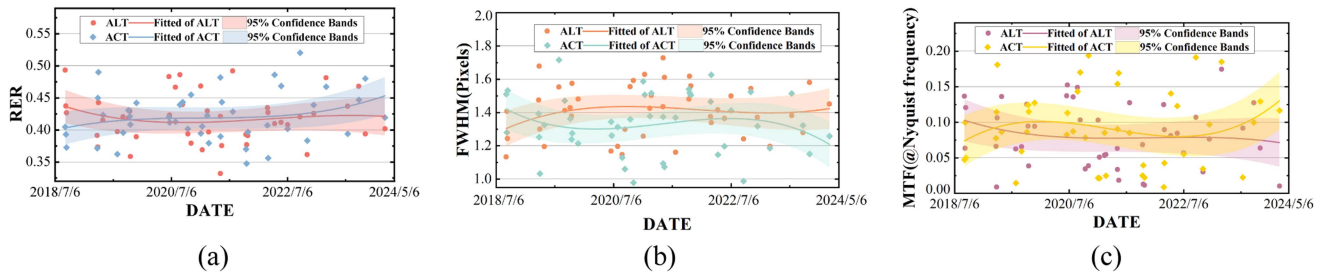 ALT Fitted of ALT 95% Confidence Bands
ACT Fitted of ACT 95% Confidence Bands
RER
0.55
0.50
0.45
0.40
0.35
2018/7/6 2020/7/6 2022/7/6 2024/5/6
DATE
(a)
ALT Fitted of ALT 95% Confidence Bands
ACT Fitted of ACT 95% Confidence Bands
FWHM(Pixels)
2.0
1.8
1.6
1.4
1.2
1.0
2018/7/6 2020/7/6 2022/7/6 2024/5/6
DATE
(b)
ALT Fitted of ALT 95% Confidence Bands
ACT Fitted of ACT 95% Confidence Bands
MTF(@Nyquist frequency)
0.20
0.15
0.10
0.05
0.00
2018/7/6 2020/7/6 2022/7/6 2024/5/6
DATE
(c)